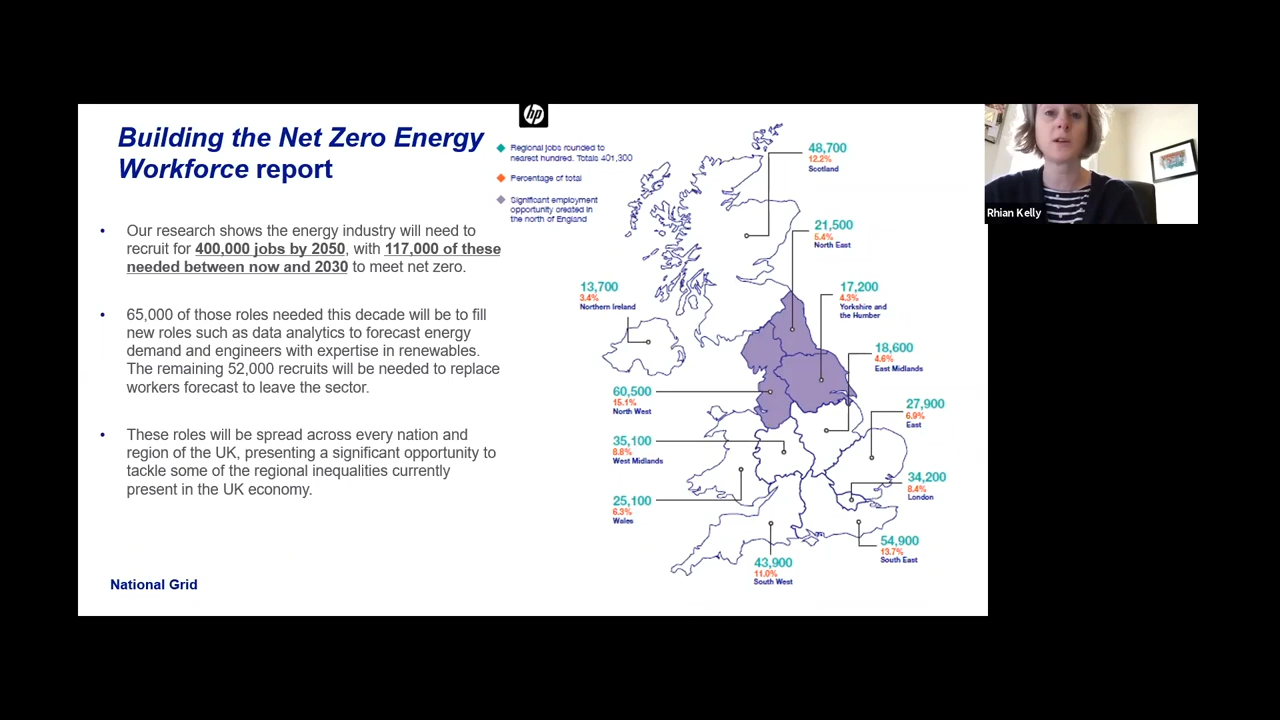 Building the Net Zero Energy
Workforce report
• Our research shows the energy industry will need to
recruit for 400,000 jobs by 2050, with 117,000 of these
needed between now and 2030 to meet net zero.
• 65,000 of those roles needed this decade will be to fill
new roles such as data analytics to forecast energy
demand and engineers with expertise in renewables.
The remaining 52,000 recruits will be needed to replace
workers forecast to leave the sector.
• These roles will be spread across every nation and
region of the UK, presenting a significant opportunity to
tackle some of the regional inequalities currently
present in the UK economy.
National Grid
hp
Regional jobs rounded to
nearest hundred. Totals 401,300
Percentage of total
Significant employment
opportunity created in
the north of England
48,700
12.2%
Scotland
21,500
5.4%
North East
13,700
3.4%
Northern Ireland
17,200
4.3%
Yorkshire and
the Humber
18,600
4.6%
East Midlands
60,500
15.1%
North West
27,900
6.9%
East
35,100
8.8%
West Midlands
34,200
8.4%
London
25,100
6.3%
Wales
54,900
13.7%
South East
43,900
11.0%
South West
Rhian Kelly